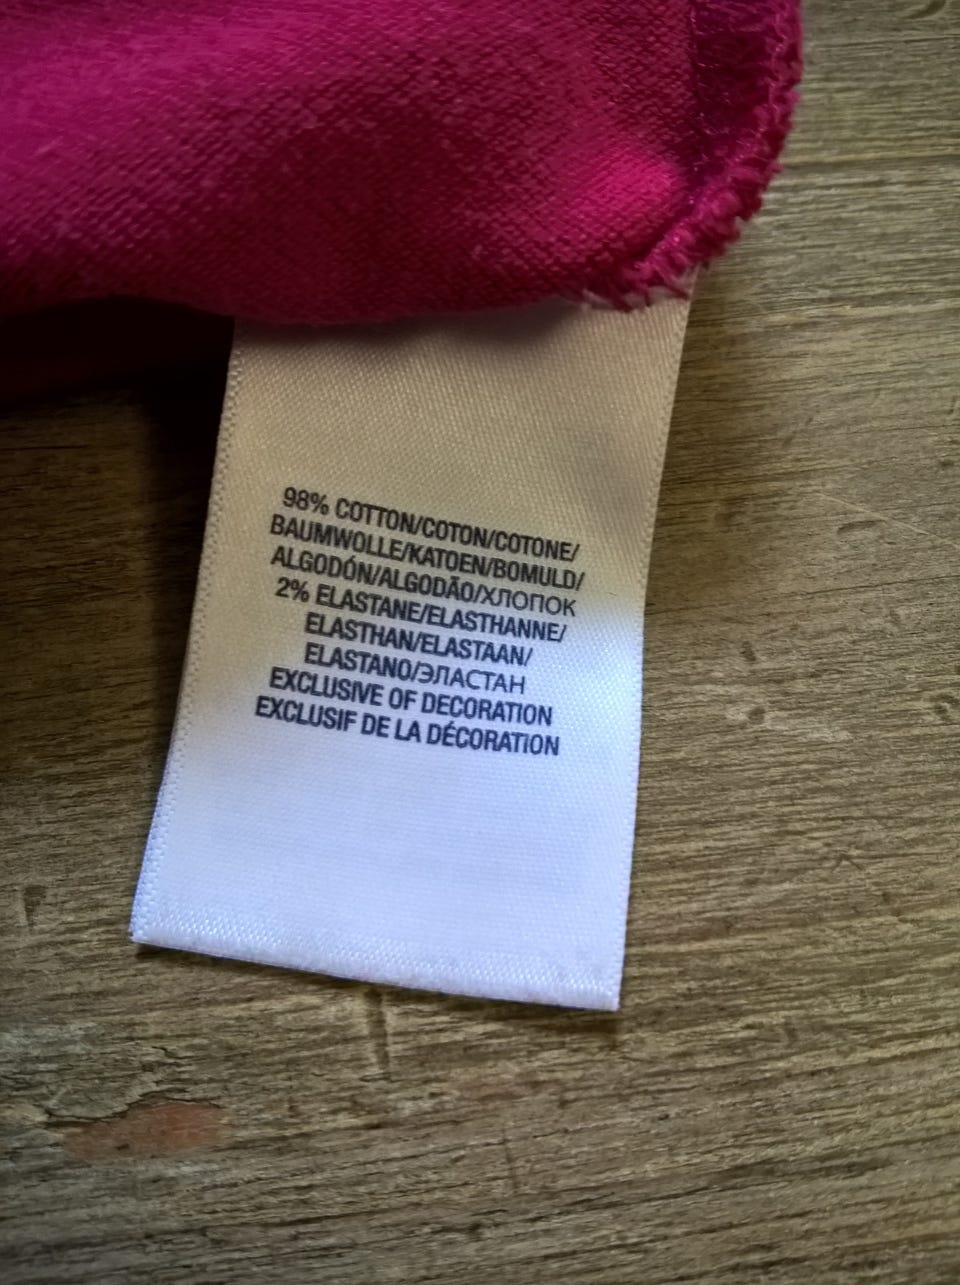 98% COTTON/COTON/COTONE/
BAUMWOLLE/KATOEN/BOMULD/
ALGODÓN/ALGODÃO/ХЛОПОК
2% ELASTANE/ELASTHANNE/
ELASTHAN/ELASTAAN/
ELASTANO/ЭЛАСТАН
EXCLUSIVE OF DECORATION
EXCLUSIF DE LA DÉCORATION